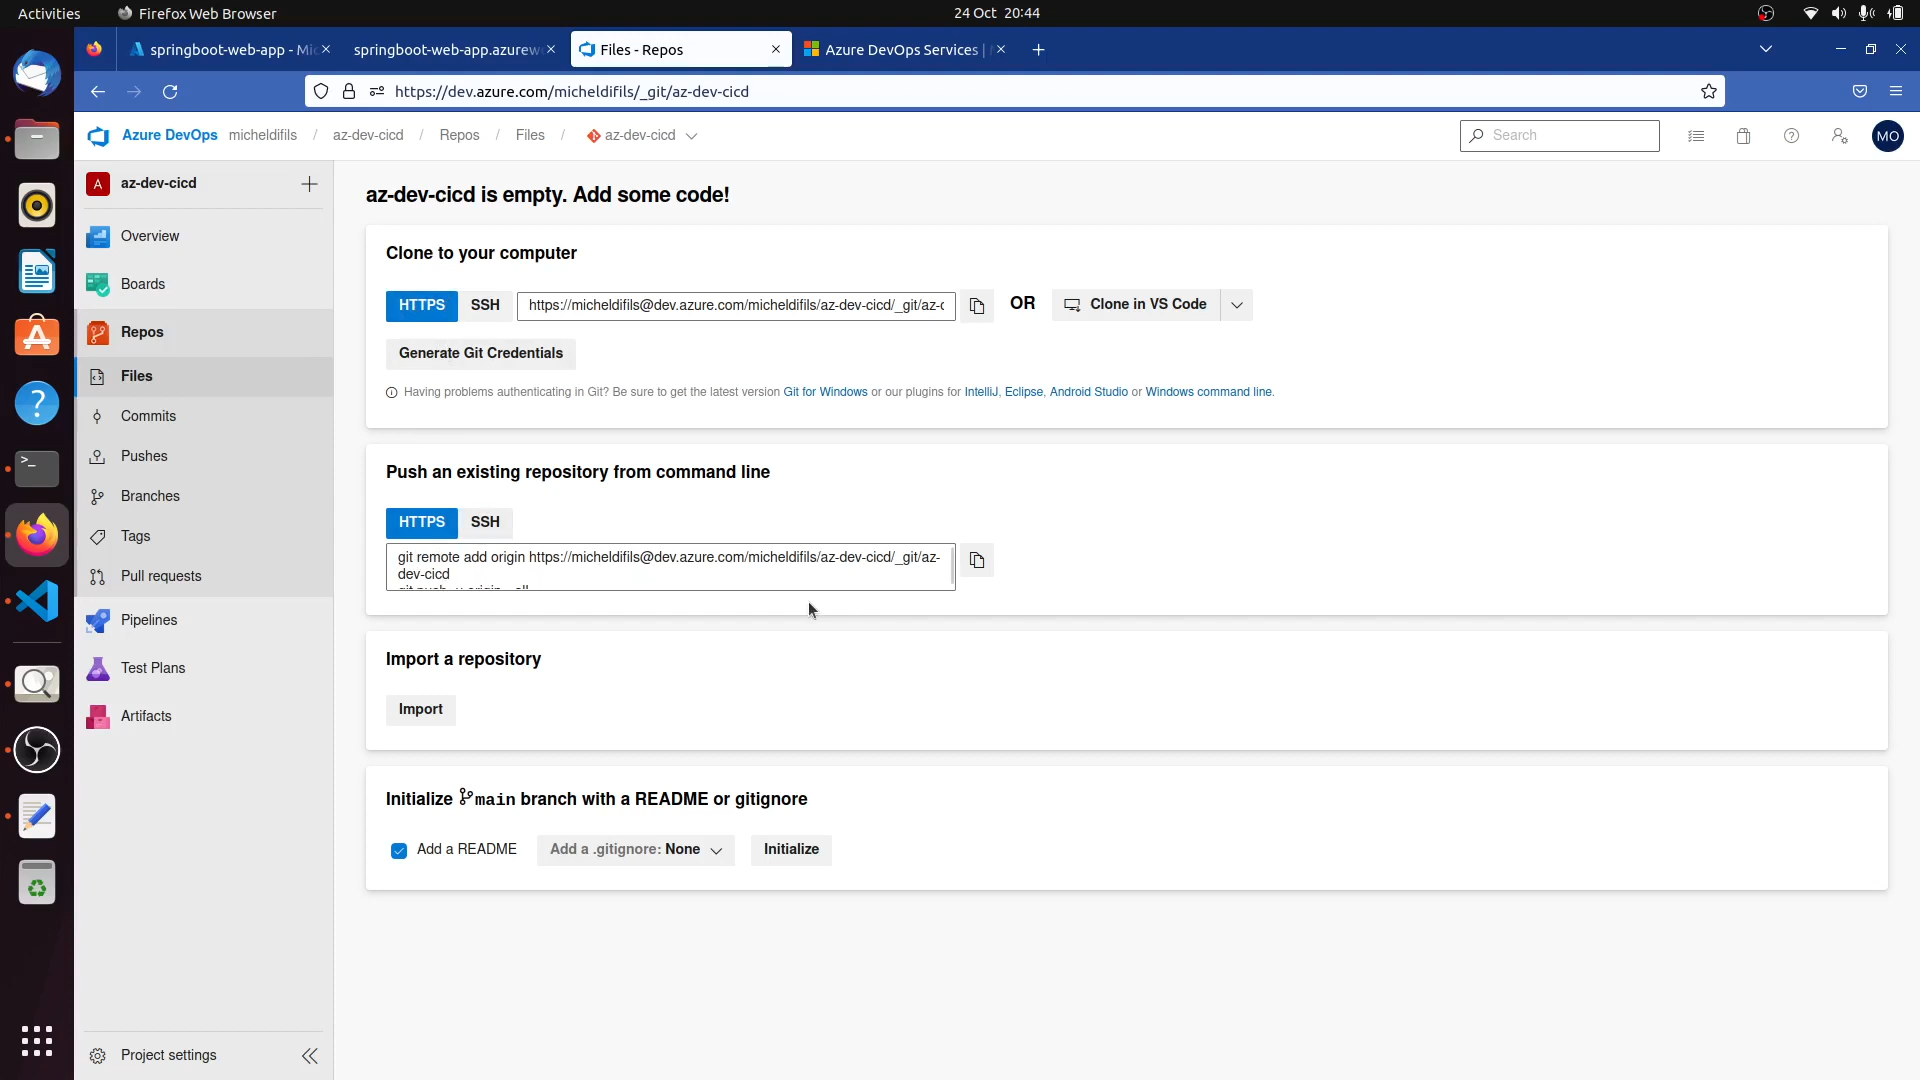 Activities
Firefox Web Browser
24 Oct 20:44
springboot-web-app - Mi
springboot-web-app.azurew
Files - Repos
Azure DevOps Services |
https://dev.azure.com/micheldifils/_git/az-dev-cicd
Azure DevOps
micheldifils / az-dev-cicd / Repos / Files / az-dev-cicd
Search
MO
A az-dev-cicd
Overview
Boards
Repos
Files
Commits
Pushes
Branches
Tags
Pull requests
Pipelines
Test Plans
Artifacts
Project settings
az-dev-cicd is empty. Add some code!
Clone to your computer
HTTPS SSH https://micheldifils@dev.azure.com/micheldifils/az-dev-cicd/_git/az-c OR Clone in VS Code
Generate Git Credentials
Having problems authenticating in Git? Be sure to get the latest version Git for Windows or our plugins for IntelliJ, Eclipse, Android Studio or Windows command line.
Push an existing repository from command line
HTTPS SSH
git remote add origin https://micheldifils@dev.azure.com/micheldifils/az-dev-cicd/_git/az-
dev-cicd
Import a repository
Import
Initialize main branch with a README or gitignore
Add a README Add a .gitignore: None Initialize